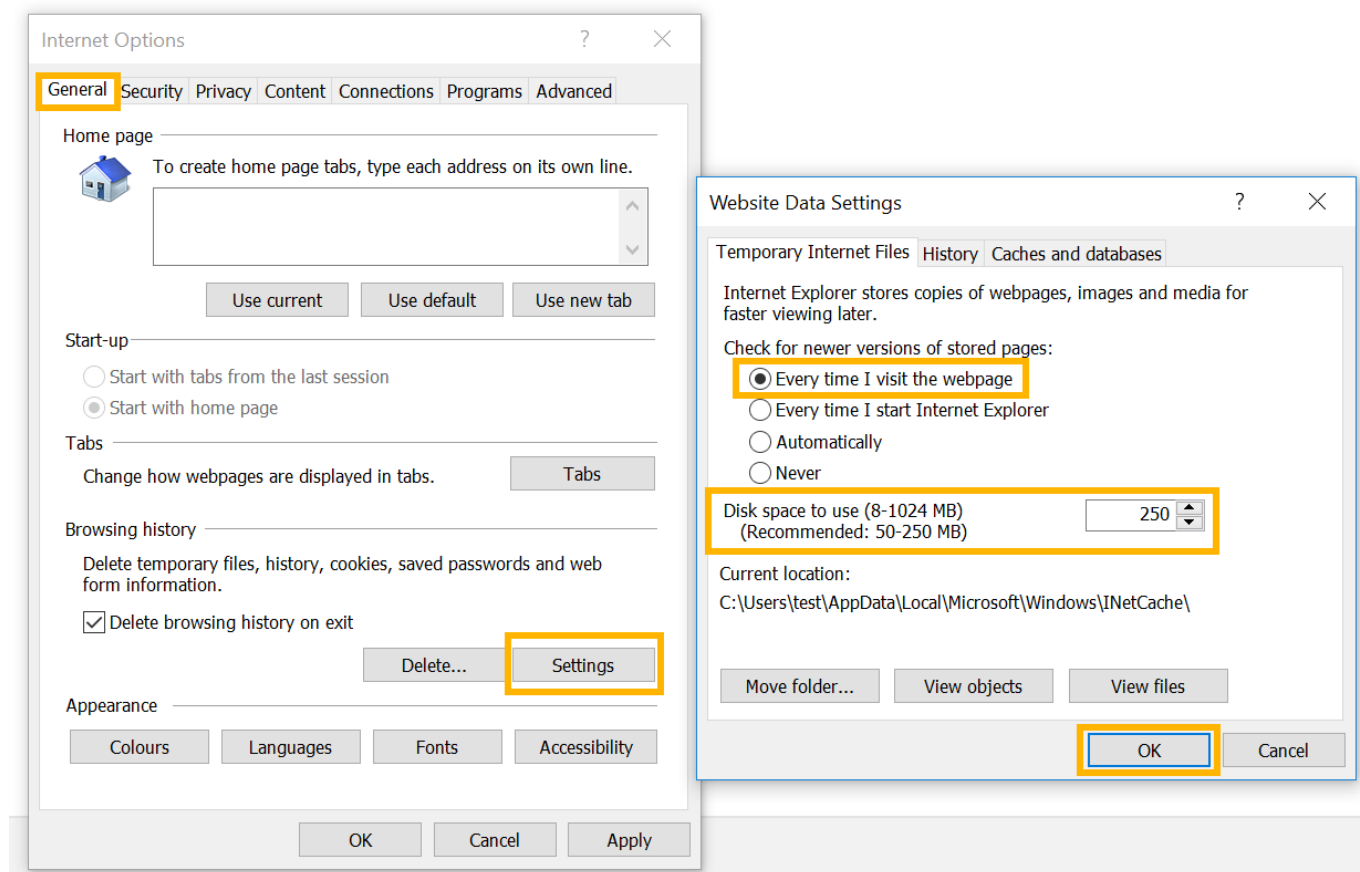 Internet Options
General Security Privacy Content Connections Programs Advanced
Home page
To create home page tabs, type each address on its own line.
Use current Use default Use new tab
Start-up
Start with tabs from the last session
Start with home page
Tabs
Change how webpages are displayed in tabs.
Tabs
Browsing history
Delete temporary files, history, cookies, saved passwords and web
form information.
Delete browsing history on exit
Delete... Settings
Appearance
Colours Languages Fonts Accessibility
OK Cancel Apply
Website Data Settings
Temporary Internet Files History Caches and databases
Internet Explorer stores copies of webpages, images and media for
faster viewing later.
Check for newer versions of stored pages:
Every time I visit the webpage
Every time I start Internet Explorer
Automatically
Never
Disk space to use (8-1024 MB) 250
(Recommended: 50-250 MB)
Current location:
C:\Users\test\AppData\Local\Microsoft\Windows\INetCache\
Move folder... View objects View files
OK Cancel